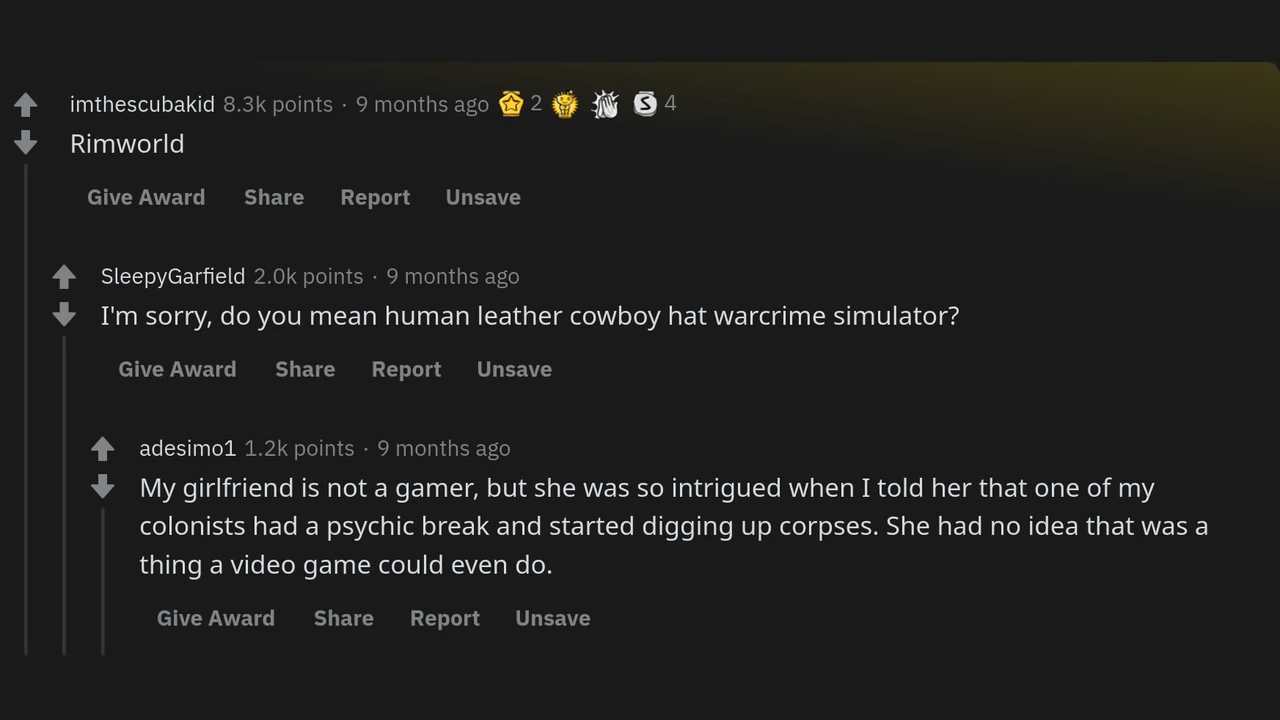 imthescubakid 8.3k points · 9 months ago 2 S 4
Rimworld
Give Award Share Report Unsave
SleepyGarfield 2.0k points · 9 months ago
I'm sorry, do you mean human leather cowboy hat warcrime simulator?
Give Award Share Report Unsave
adesimo1 1.2k points · 9 months ago
My girlfriend is not a gamer, but she was so intrigued when I told her that one of my
colonists had a psychic break and started digging up corpses. She had no idea that was a
thing a video game could even do.
Give Award Share Report Unsave